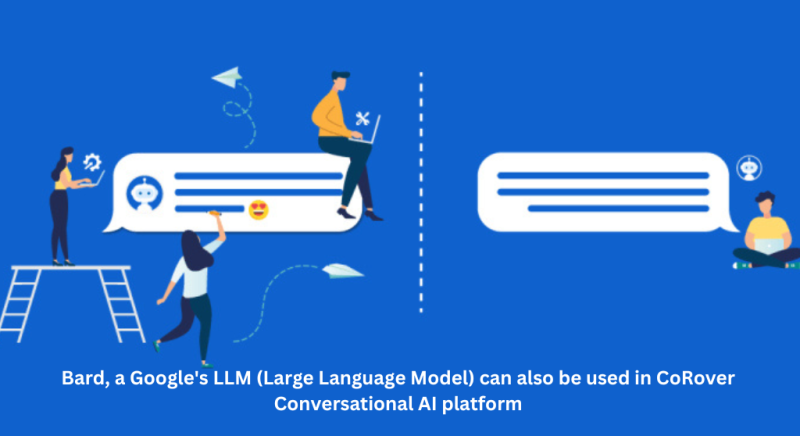 Bard, a Google's LLM (Large Language Model) can also be used in CoRover
Conversational AI platform